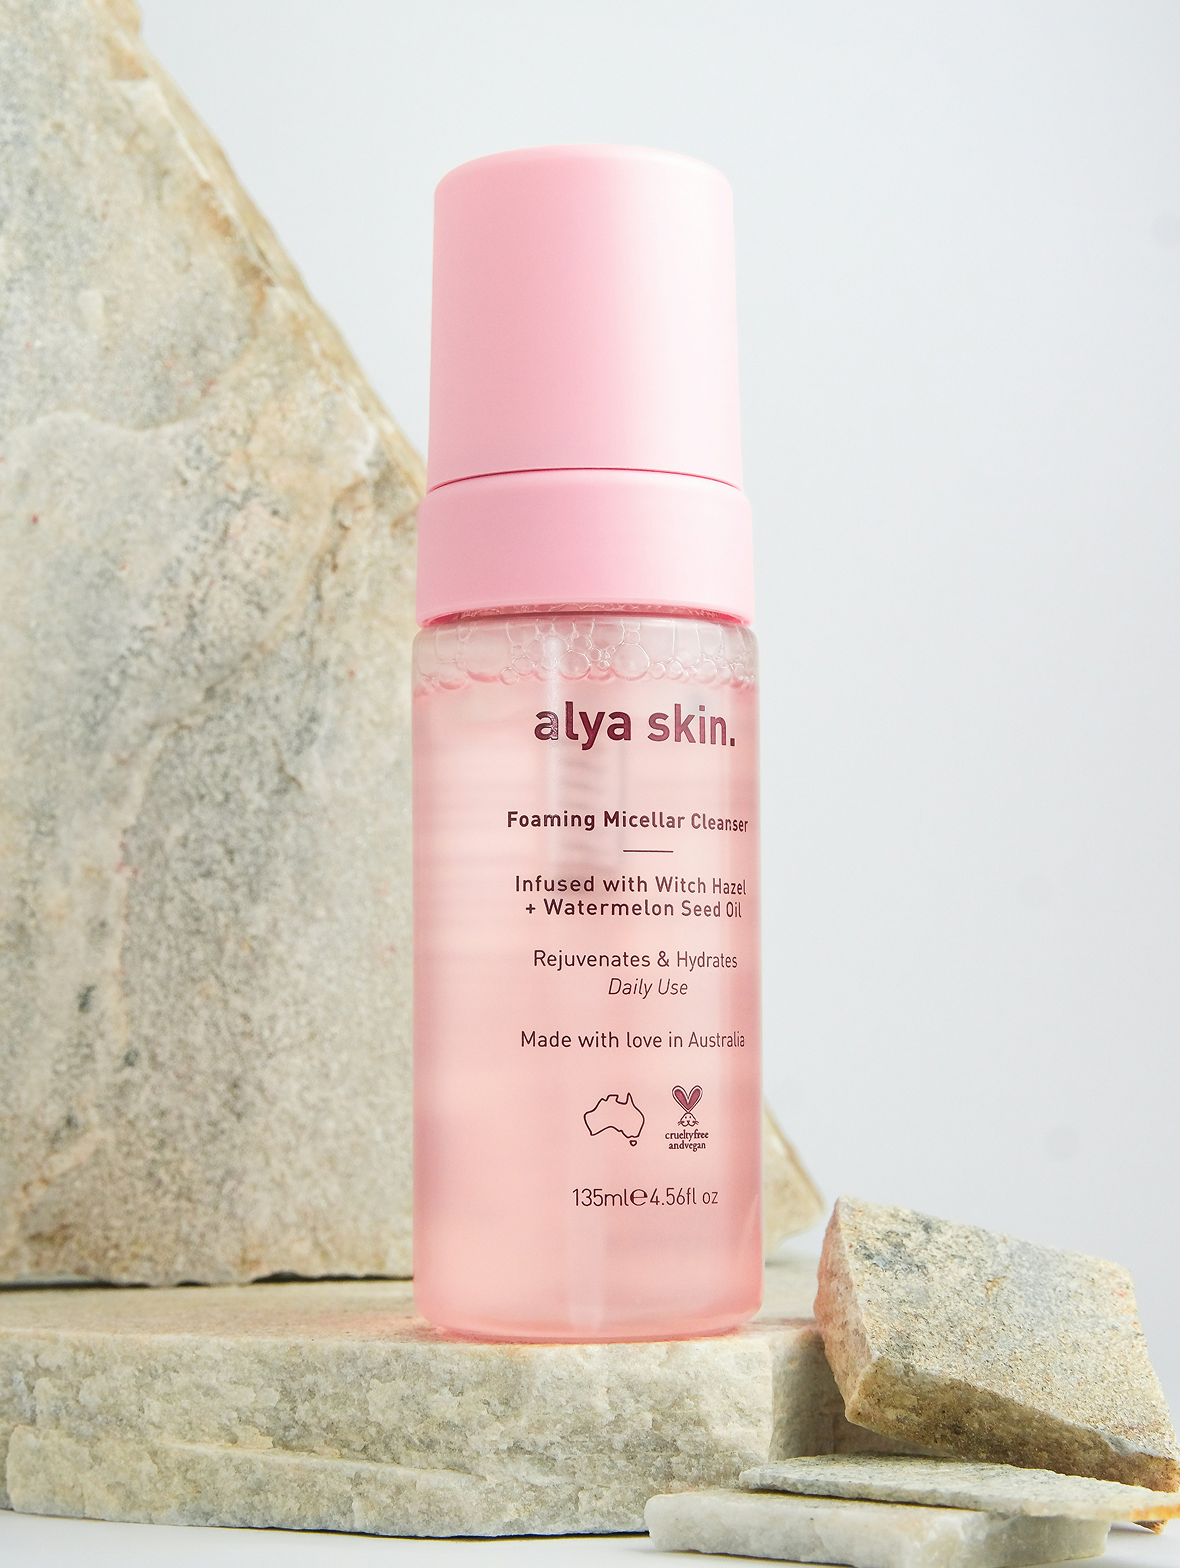 alya skin.
Foaming Micellar Cleanser
Infused with Witch Hazel
+ Watermelon Seed Oil
Rejuvenates & Hydrates
Daily Use
Made with love in Australia
crueltyfree
andvegan
135ml℮4.56fl oz